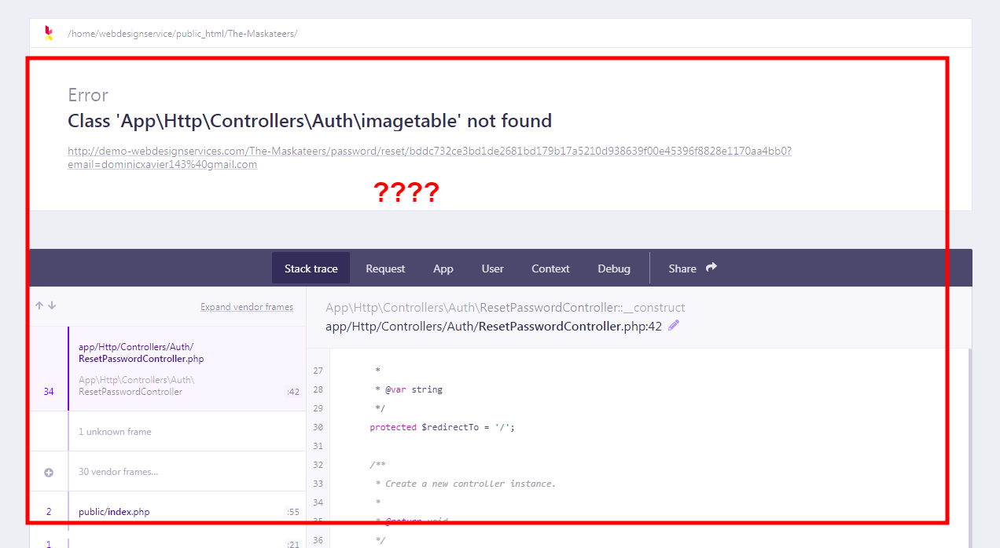 /home/webdesignservice/public_html/The-Maskateers/
Error
Class 'App\Http\Controllers\Auth\imagetable' not found
http://demo-webdesignservices.com/The-Maskateers/password/reset/bddc732ce3bd1de2681bd179b17a5210d938639f00e45396f8828e1170aa4bb0?
email=dominicxavier143%40gmail.com
????
Stack trace Request App User Context Debug Share
Expand vendor frames
app/Http/Controllers/Auth/
ResetPasswordController.php
App\Http\Controllers\Auth\
34 ResetPasswordController :42
1 unknown frame
30 vendor frames...
2 public/index.php :55
1 :21
App\Http\Controllers\Auth\ResetPasswordController::__construct
app/Http/Controllers/Auth/ResetPasswordController.php:42
27 *
28 * @var string
29 */
30 protected $redirectTo = '/';
31
32 /**
33 * Create a new controller instance.
34 *
35 * @return void
36 */